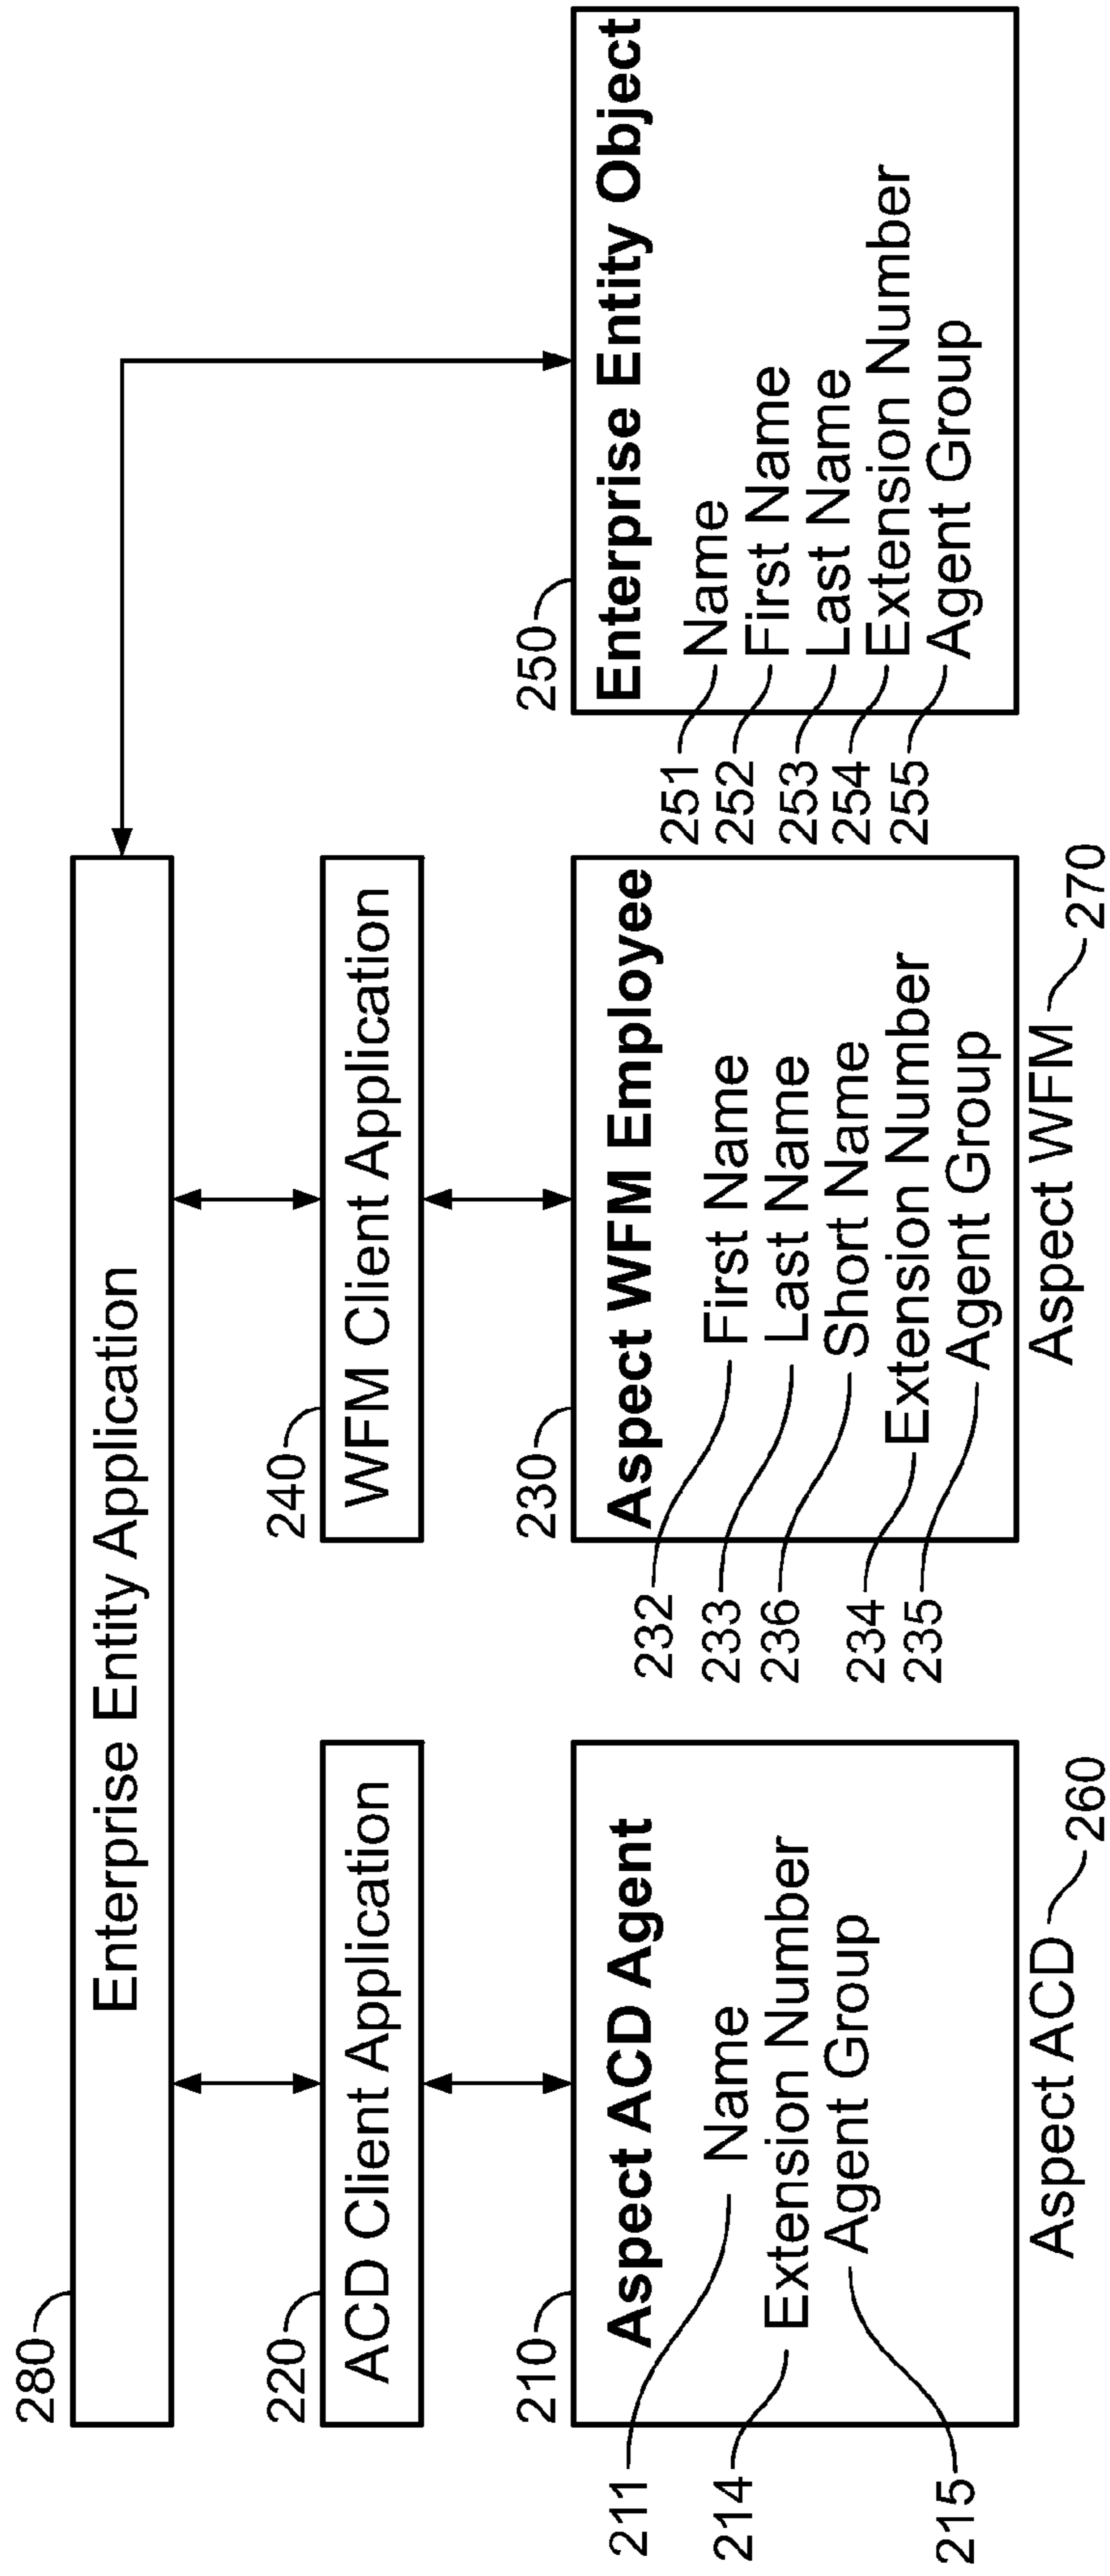 280
Enterprise Entity Application
220
ACD Client Application
240
WFM Client Application
210
Aspect ACD Agent
211
Name
214
Extension Number
215
Agent Group
Aspect ACD
260
230
Aspect WFM Employee
232
First Name
233
Last Name
236
Short Name
234
Extension Number
235
Agent Group
Aspect WFM
270
250
Enterprise Entity Object
251
Name
252
First Name
253
Last Name
254
Extension Number
255
Agent Group